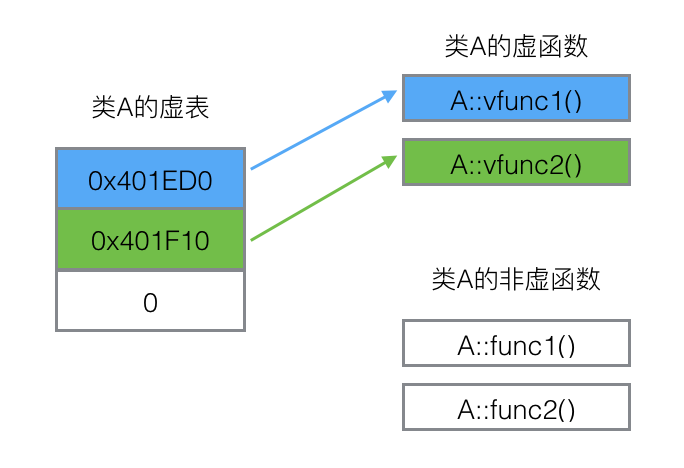 类A的虚表
0x401ED0
0x401F10
0
类A的虚函数
A::vfunc1()
A::vfunc2()
类A的非虚函数
A::func1()
A::func2()